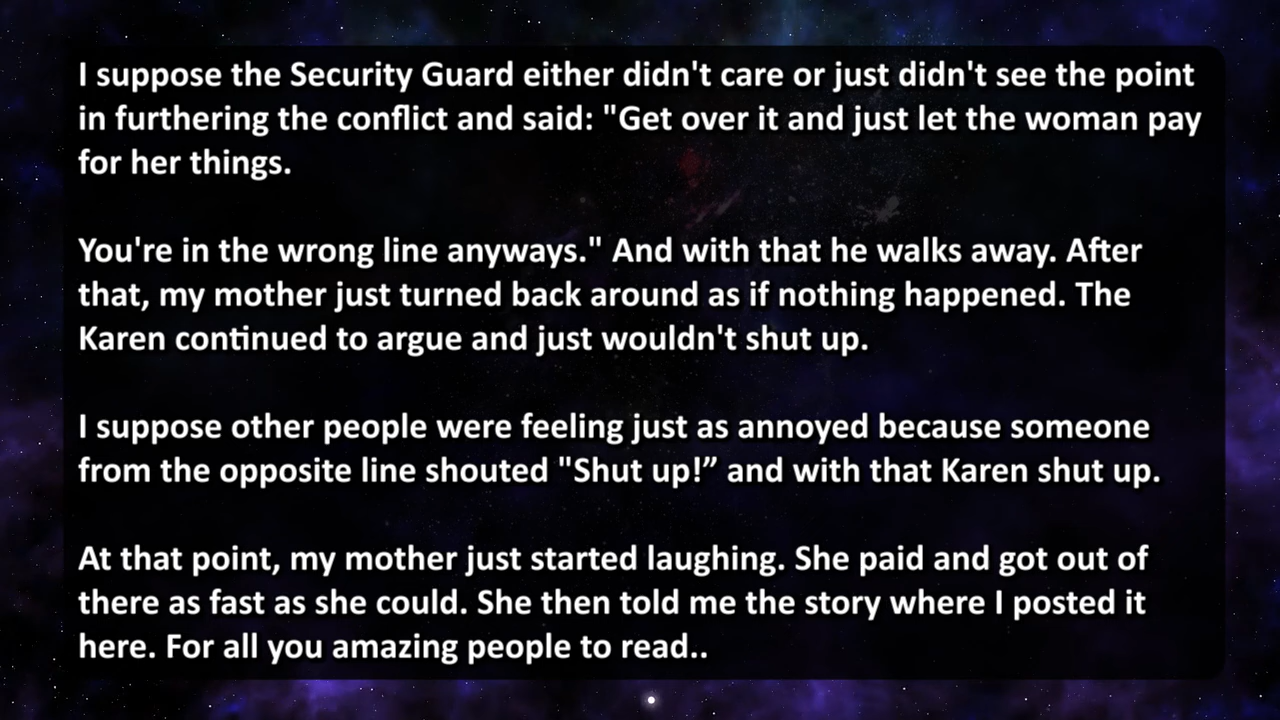 I suppose the Security Guard either didn't care or just didn't see the point
in furthering the conflict and said: "Get over it and just let the woman pay
for her things.
You're in the wrong line anyways." And with that he walks away. After
that, my mother just turned back around as if nothing happened. The
Karen continued to argue and just wouldn't shut up.
I suppose other people were feeling just as annoyed because someone
from the opposite line shouted "Shut up!” and with that Karen shut up.
At that point, my mother just started laughing. She paid and got out of
there as fast as she could. She then told me the story where I posted it
here. For all you amazing people to read..